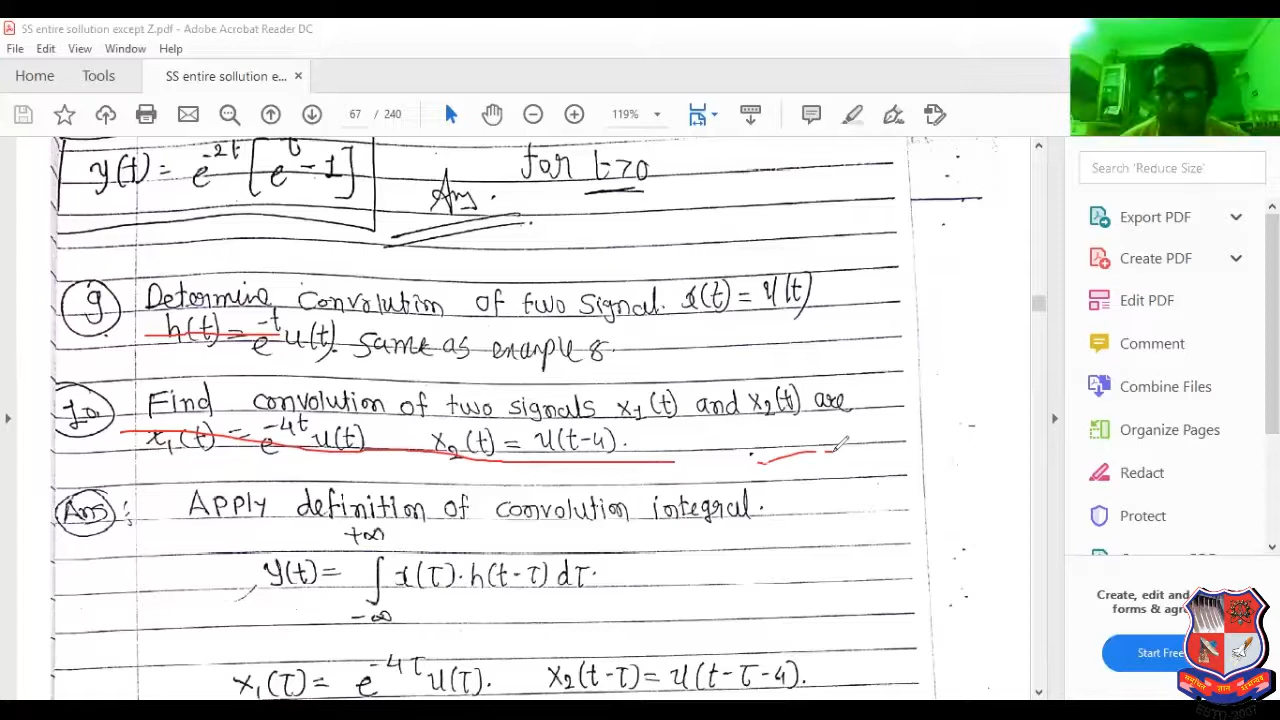 SS entire sollution except Z.pdf - Adobe Acrobat Reader DC
File Edit View Window Help
Home Tools SS entire sollution e... ×
67 / 240 119%
y(t) = e^-2t [e^t - 1] for t>0
Ans.
9 Determine convolution of two signal. x(t) = u(t)
h(t) = e^-t u(t). same as example 8.
10 Find convolution of two signals x1(t) and x2(t) are
x1(t) = e^-4t u(t) x2(t) = u(t-4).
Ans: Apply definition of convolution integral.
y(t) = ∫_-∞^+∞ x(τ).h(t-τ) dτ.
x1(τ) = e^-4τ u(τ). x2(t-τ) = u(t-τ-4).
Search 'Reduce Size'
Export PDF
Create PDF
Edit PDF
Comment
Combine Files
Organize Pages
Redact
Protect
Create, edit and
forms & ag
Start Free